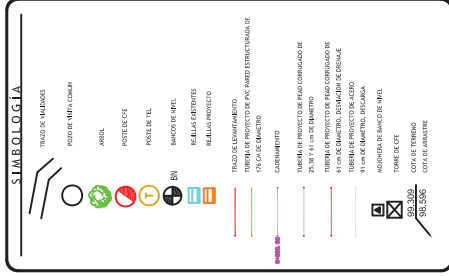 SIMBOLOGÍA
TRAZO DE VIALIDADES
POZO DE VISITA COMUN
ARBOL
POSTE DE CFE
T
POSTE DE TEL.
BN
BANCOS DE NIVEL
REJILLAS EXISTENTES
REJILLAS PROYECTO
TRAZO DE LEVANTAMIENTO
TUBERIA DE PROYECTO DE PVC PARED ESTRUCTURADA DE
176 CM DE DIAMETRO
CADENAMIENTO
TUBERIA DE PROYECTO DE PEAD CORRUGADO DE
25,38 Y 61 cm DE DIAMETRO
TUBERIA DE PROYECTO DE PEAD CORRUGADO DE
61 cm DE DIAMETRO, DESVIACION DE DRENAJE
TUBERIA DE PROYECTO DE ACERO
91 cm DE DIAMETRO, DESCARGA
MOJONERA DE BANCO DE NIVEL
TORRE DE CFE
99.309
COTA DE TERRENO
98.596
COTA DE ARRASTRE